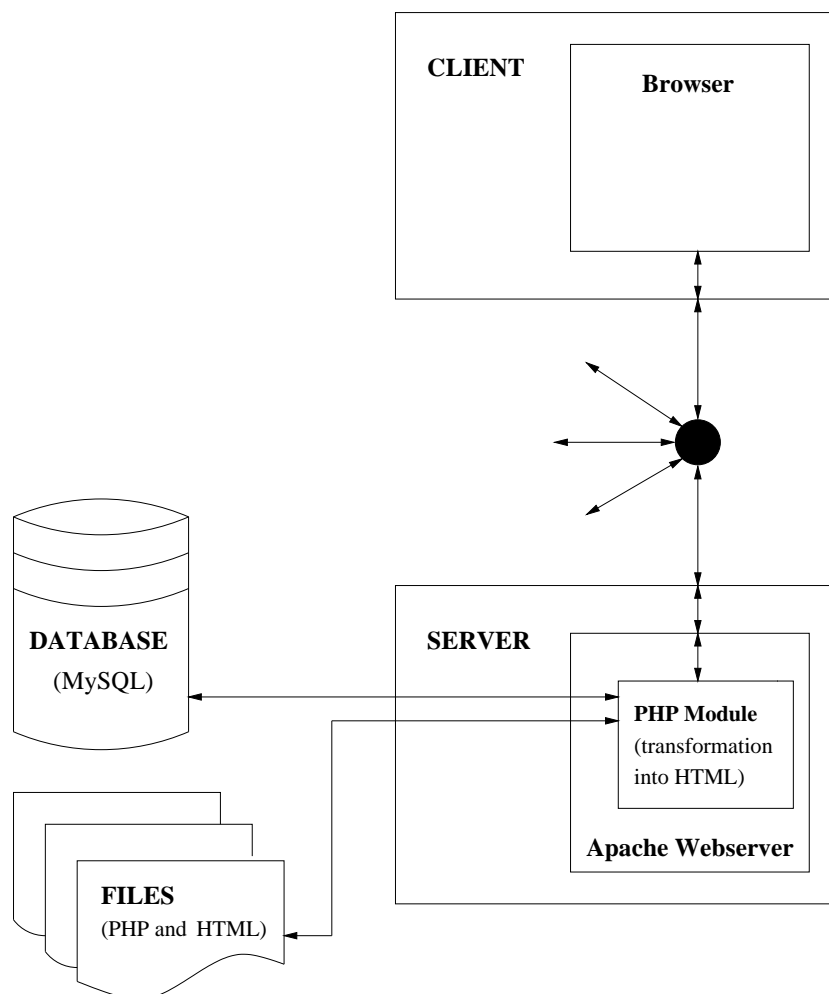 CLIENT
Browser
DATABASE
(MySQL)
SERVER
PHP Module
(transformation
into HTML)
Apache Webserver
FILES
(PHP and HTML)